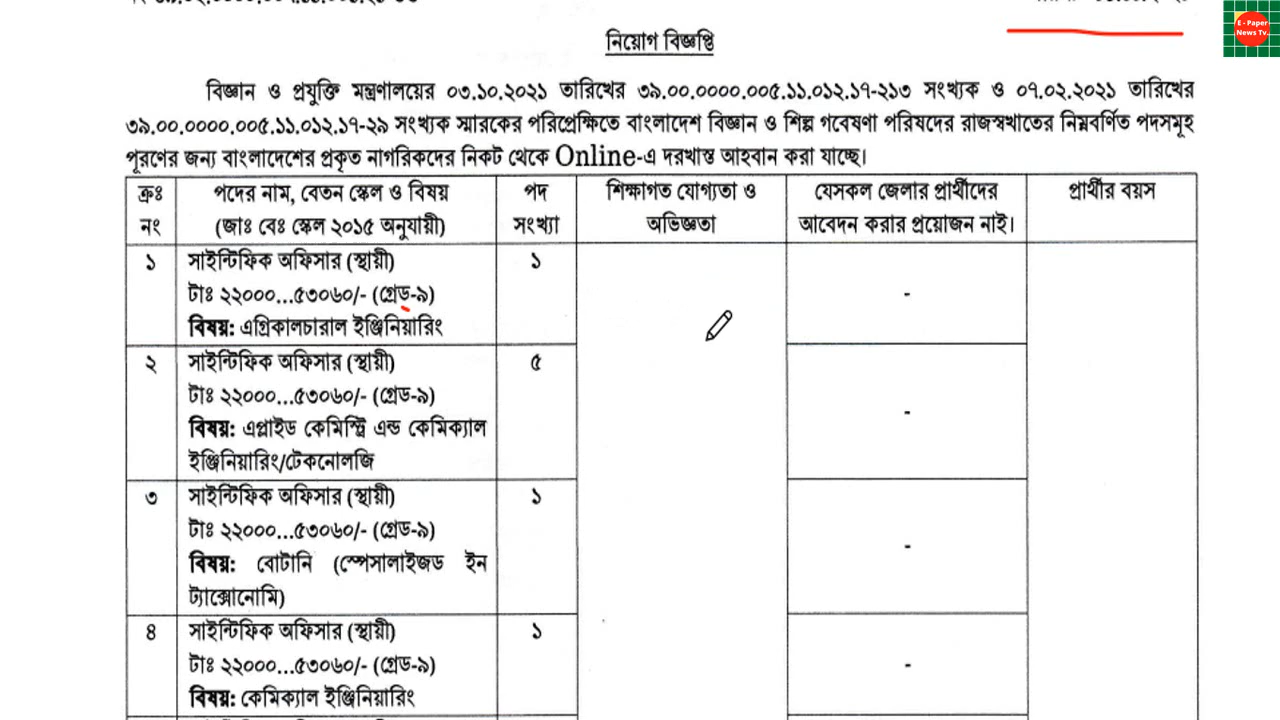 নিয়োগ বিজ্ঞপ্তি
E - Paper
News Tv.
বিজ্ঞান ও প্রযুক্তি মন্ত্রণালয়ের ০৩.১০.২০২১ তারিখের ৩৯.০০.০০০০.০০৫.১১.০১২.১৭-২১৩ সংখ্যক ও ০৭.০২.২০২১ তারিখের
৩৯.০০.০০০০.০০৫.১১.০১২.১৭-২৯ সংখ্যক স্মারকের পরিপ্রেক্ষিতে বাংলাদেশ বিজ্ঞান ও শিল্প গবেষণা পরিষদের রাজস্বখাতের নিম্নবর্ণিত পদসমূহ
পূরণের জন্য বাংলাদেশের প্রকৃত নাগরিকদের নিকট থেকে Online-এ দরখাস্ত আহবান করা যাচ্ছে।
ক্রঃ নং
পদের নাম, বেতন স্কেল ও বিষয়
(জাঃ বেঃ স্কেল ২০১৫ অনুযায়ী)
পদ সংখ্যা
শিক্ষাগত যোগ্যতা ও
অভিজ্ঞতা
যেসকল জেলার প্রার্থীদের
আবেদন করার প্রয়োজন নাই।
প্রার্থীর বয়স
১ সাইন্টিফিক অফিসার (স্থায়ী) ১
টাঃ ২২০০০...৫৩০৬০/- (গ্রেড-৯) -
বিষয়: এগ্রিকালচারাল ইঞ্জিনিয়ারিং
২ সাইন্টিফিক অফিসার (স্থায়ী) ৫
টাঃ ২২০০০...৫৩০৬০/- (গ্রেড-৯) -
বিষয়: এপ্লাইড কেমিস্ট্রি এন্ড কেমিক্যাল
ইঞ্জিনিয়ারিং/টেকনোলজি
৩ সাইন্টিফিক অফিসার (স্থায়ী) ১
টাঃ ২২০০০...৫৩০৬০/- (গ্রেড-৯) -
বিষয়: বোটানি (স্পেসালাইজড ইন
ট্যাক্সোনোমি)
৪ সাইন্টিফিক অফিসার (স্থায়ী) ১
টাঃ ২২০০০...৫৩০৬০/- (গ্রেড-৯) -
বিষয়: কেমিক্যাল ইঞ্জিনিয়ারিং